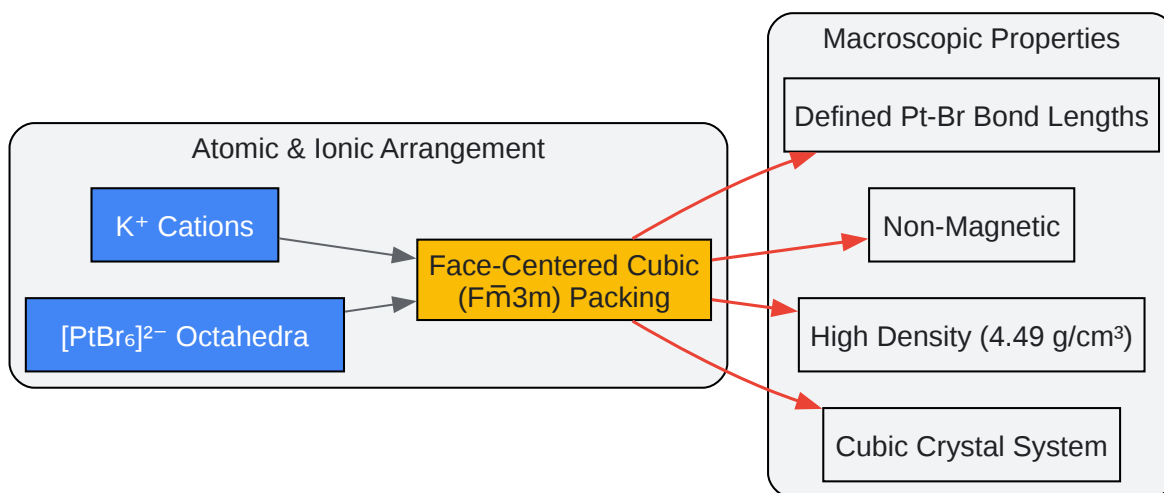 Macroscopic Properties
Defined Pt-Br Bond Lengths
Atomic & Ionic Arrangement
K⁺ Cations
Non-Magnetic
Face-Centered Cubic
(Fm̅3m) Packing
[PtBr₆]²⁻ Octahedra
High Density (4.49 g/cm³)
Cubic Crystal System